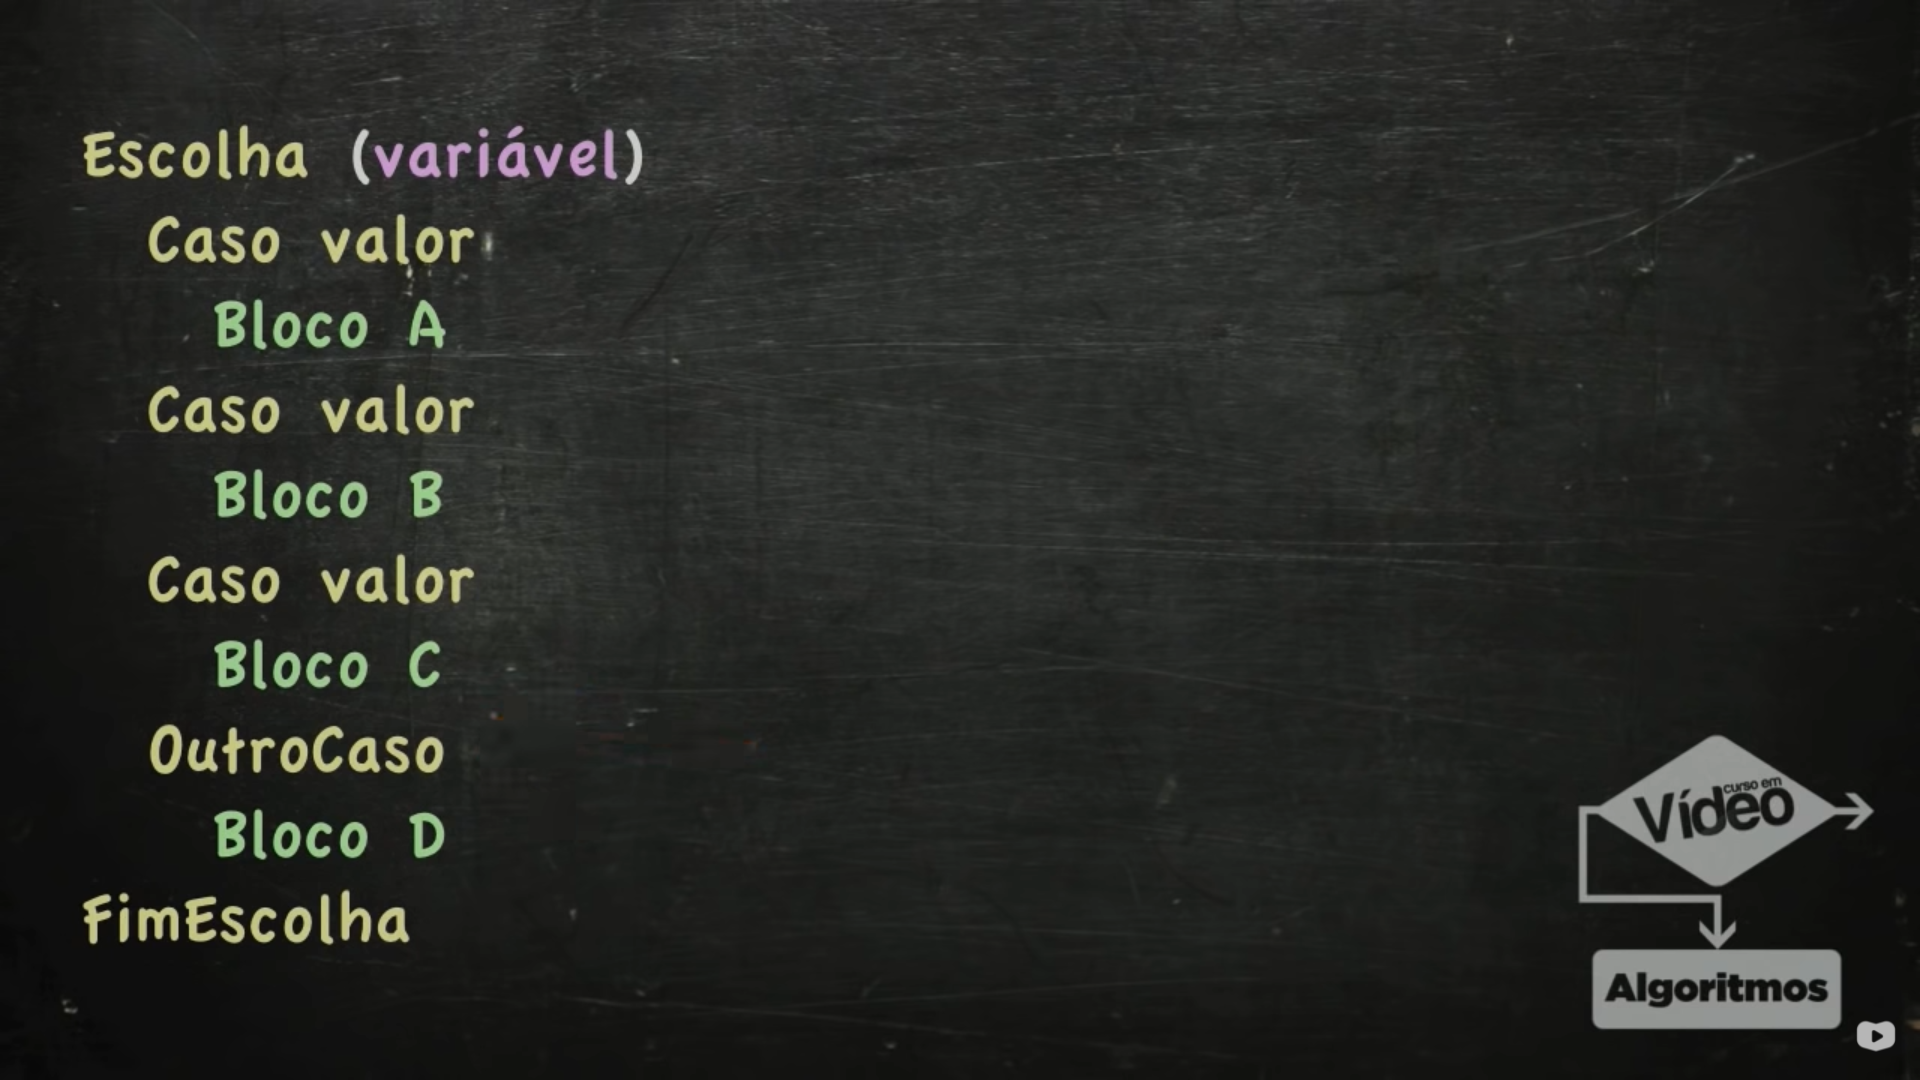 Escolha (variável)
Caso valor
Bloco A
Caso valor
Bloco B
Caso valor
Bloco C
OutroCaso
Bloco D
FimEscolha
curso em
Vídeo
Algoritmos